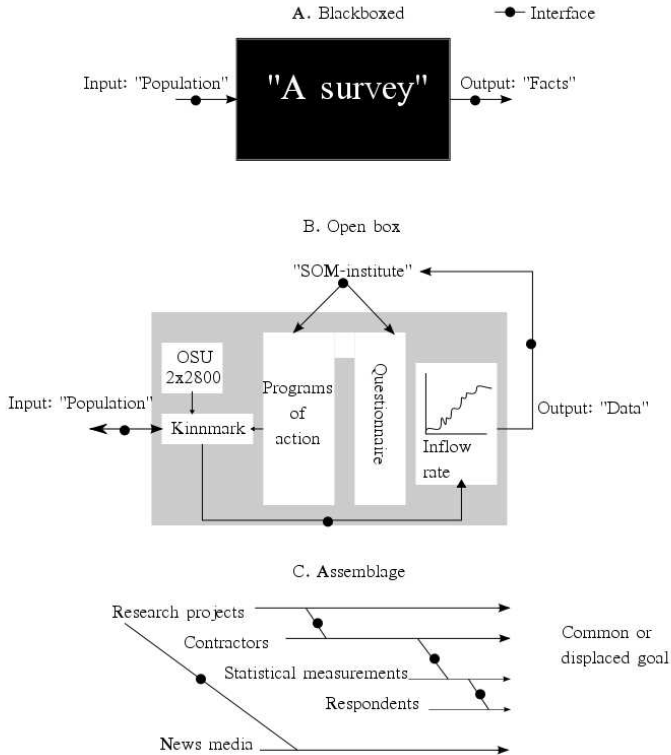 A. Blackboxed
Interface
Input: "Population"
"A survey"
Output: "Facts"
B. Open box
"SOM-institute"
OSU
2x2800
Programs
of
action
Questionnaire
Input: "Population"
Kinnmark
Inflow
rate
Output: "Data"
C. Assemblage
Research projects
Contractors
Statistical measurements
Respondents
News media
Common or
displaced goal